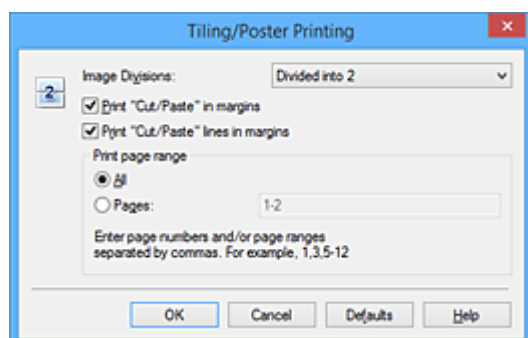 Tiling/Poster Printing
Image Divisions:
Divided into 2
2
Print "Cut/Paste" in margins
Print "Cut/Paste" lines in margins
Print page range
All
Pages:
1-2
Enter page numbers and/or page ranges
separated by commas. For example, 1,3,5-12
OK
Cancel
Defaults
Help